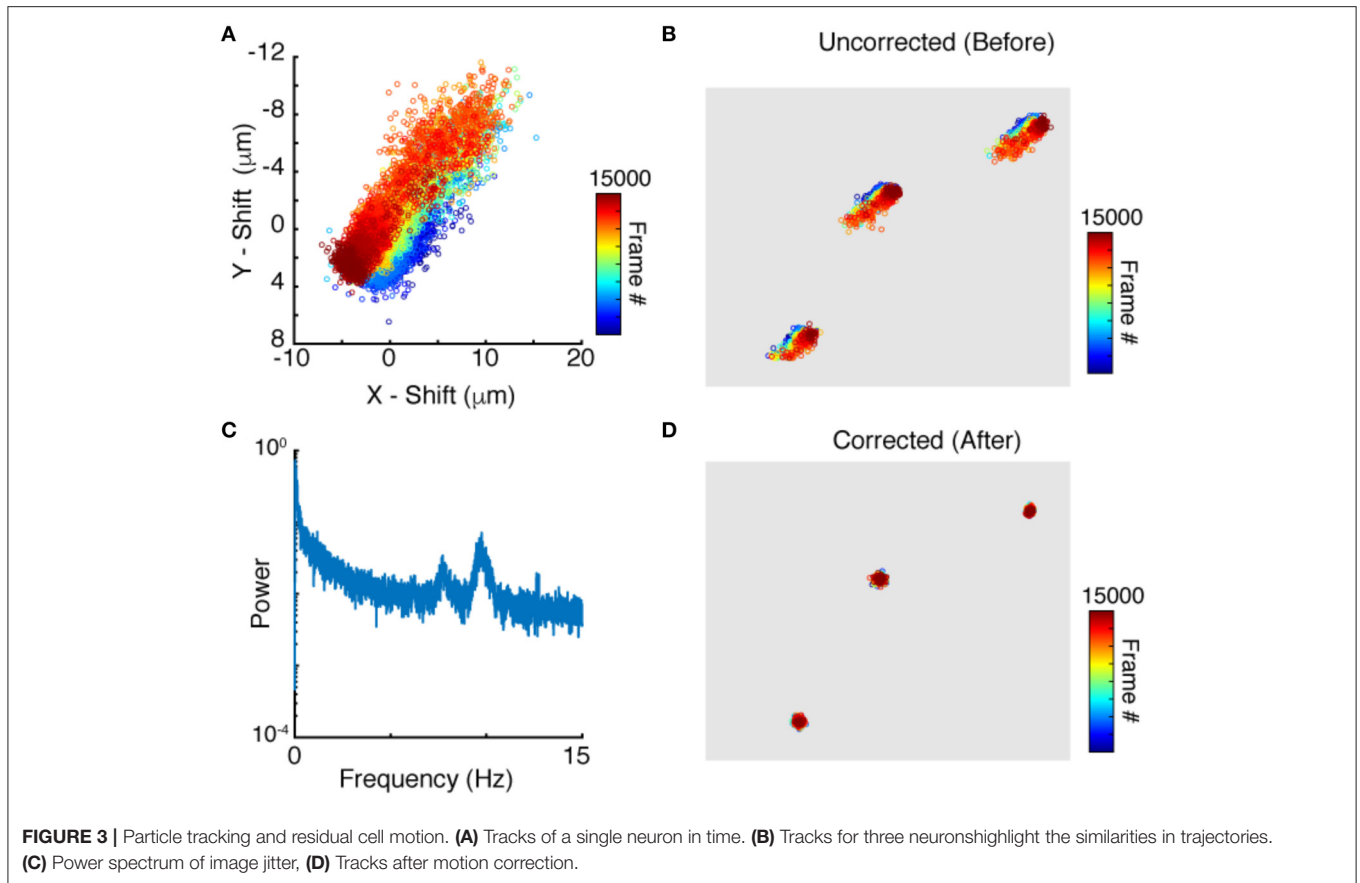 A
-12
-8
-4
0
4
8
Y - Shift (μm)
-10 0 10 20
X - Shift (μm)
15000
Frame #
B
Uncorrected (Before)
15000
Frame #
C
10⁰
Power
10⁻⁴
0 15
Frequency (Hz)
D
Corrected (After)
15000
Frame #
FIGURE 3 | Particle tracking and residual cell motion. (A) Tracks of a single neuron in time. (B) Tracks for three neuronshighlight the similarities in trajectories.
(C) Power spectrum of image jitter, (D) Tracks after motion correction.